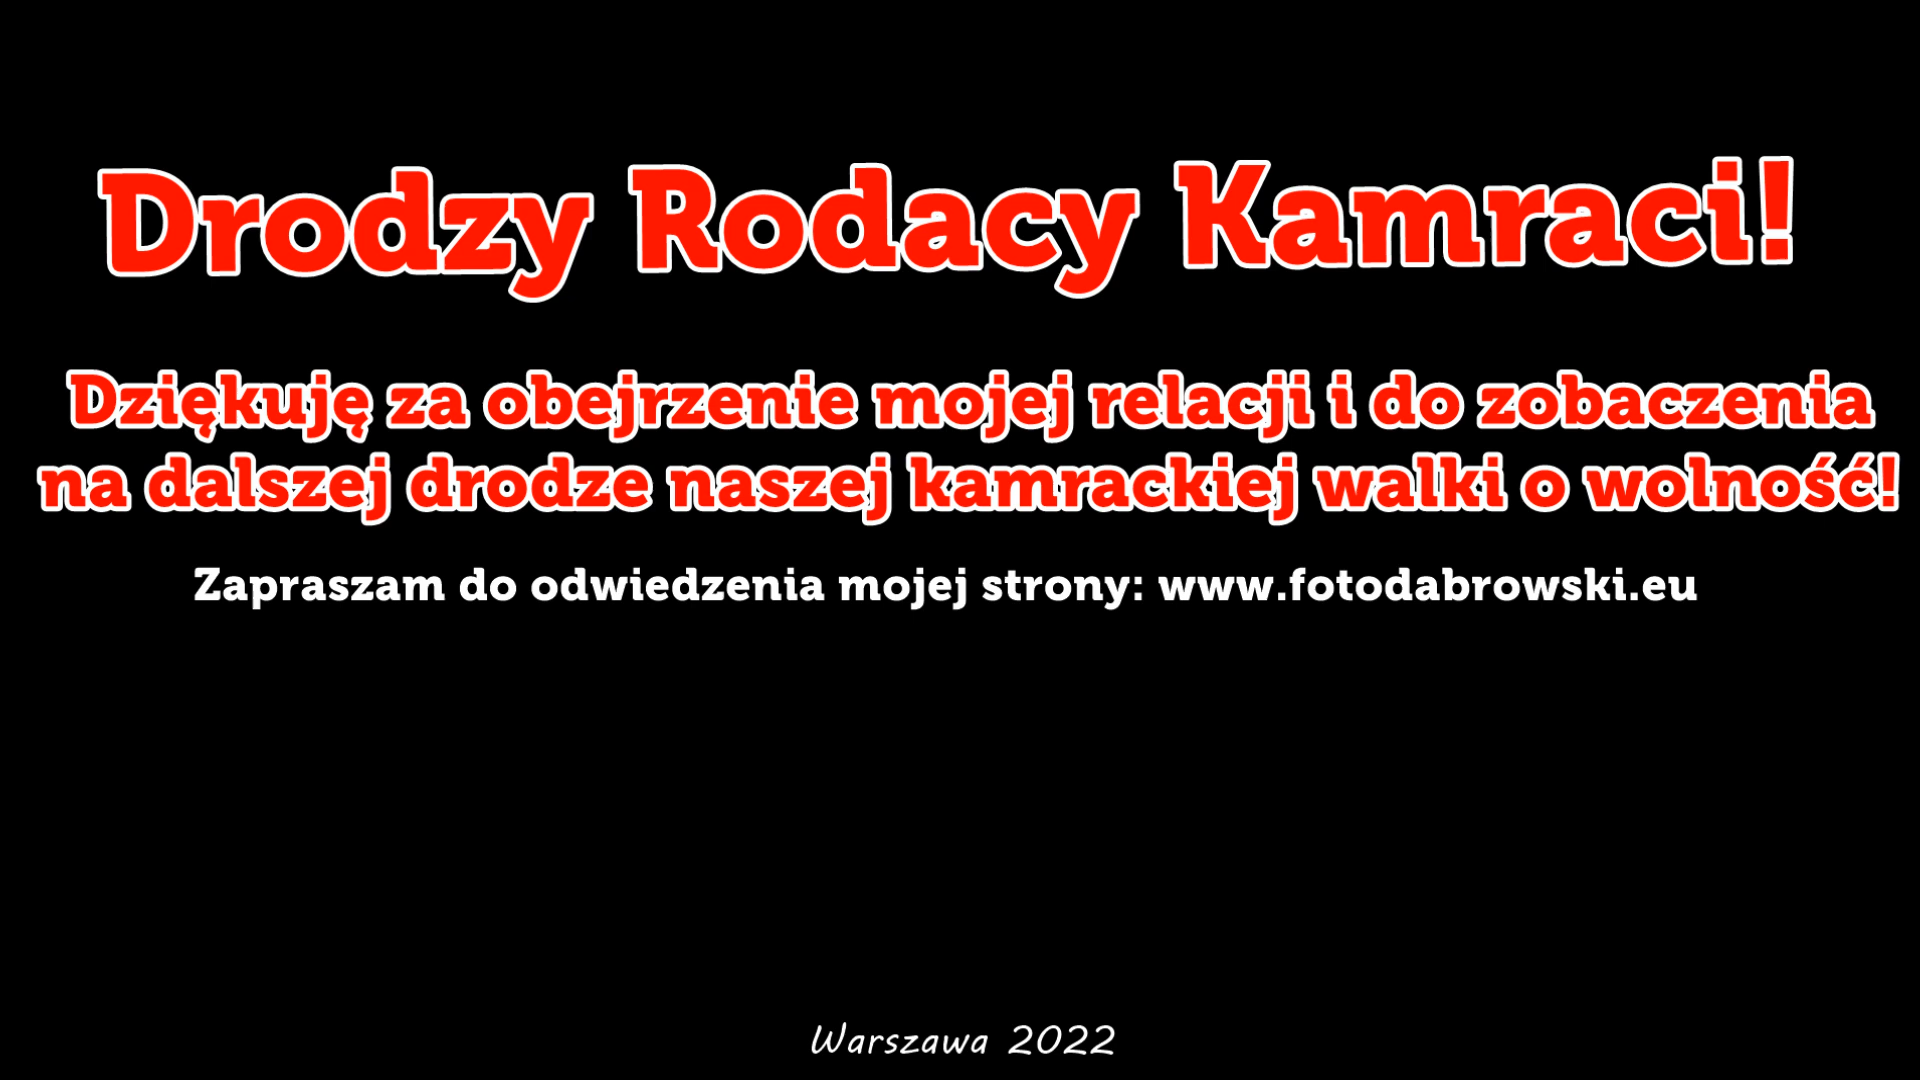 Drodzy Rodacy Kamraci!
Dziękuję za obejrzenie mojej relacji i do zobaczenia
na dalszej drodze naszej kamrackiej walki o wolność!
Zapraszam do odwiedzenia mojej strony: www.fotodabrowski.eu
Warszawa 2022